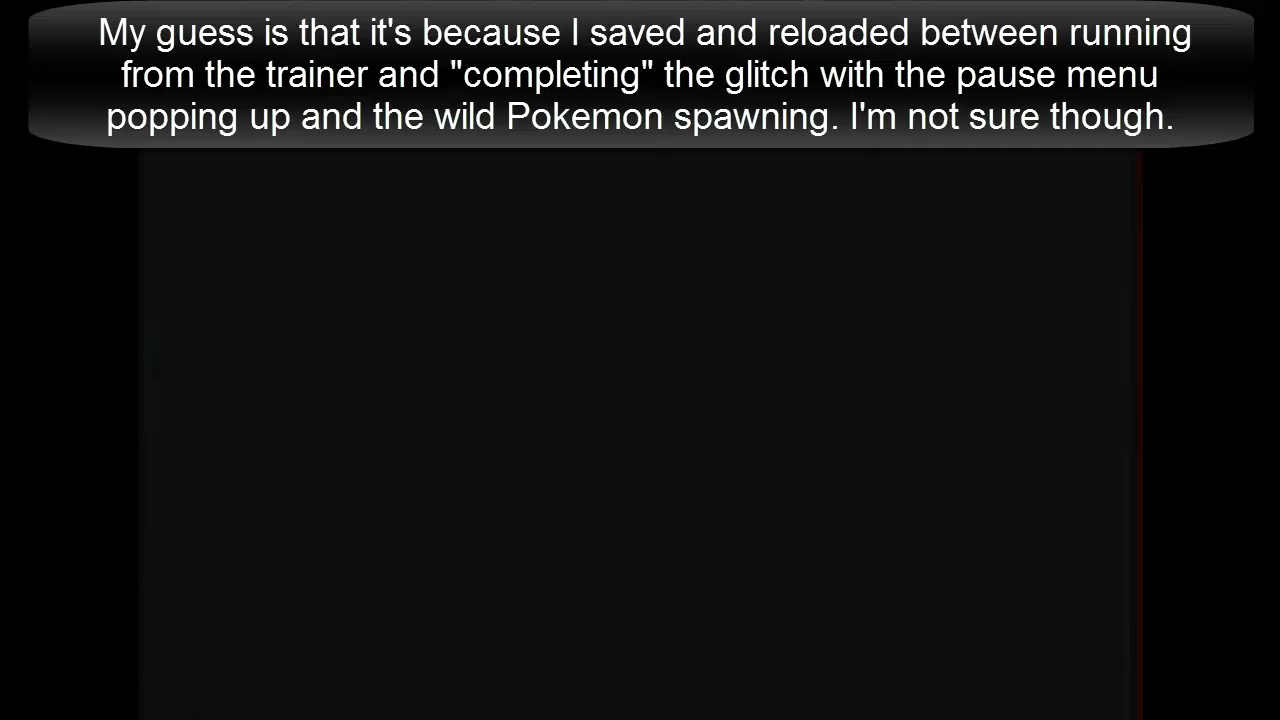 My guess is that it's because I saved and reloaded between running
from the trainer and "completing" the glitch with the pause menu
popping up and the wild Pokemon spawning. I'm not sure though.